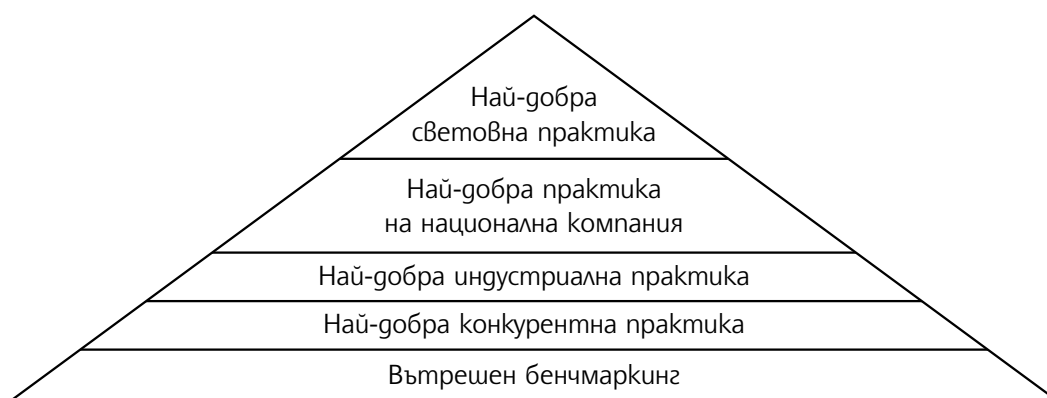 Най-добра
световна практика
Най-добра практика
на национална компания
Най-добра индустриална практика
Най-добра конкурентна практика
Вътрешен бенчмаркинг